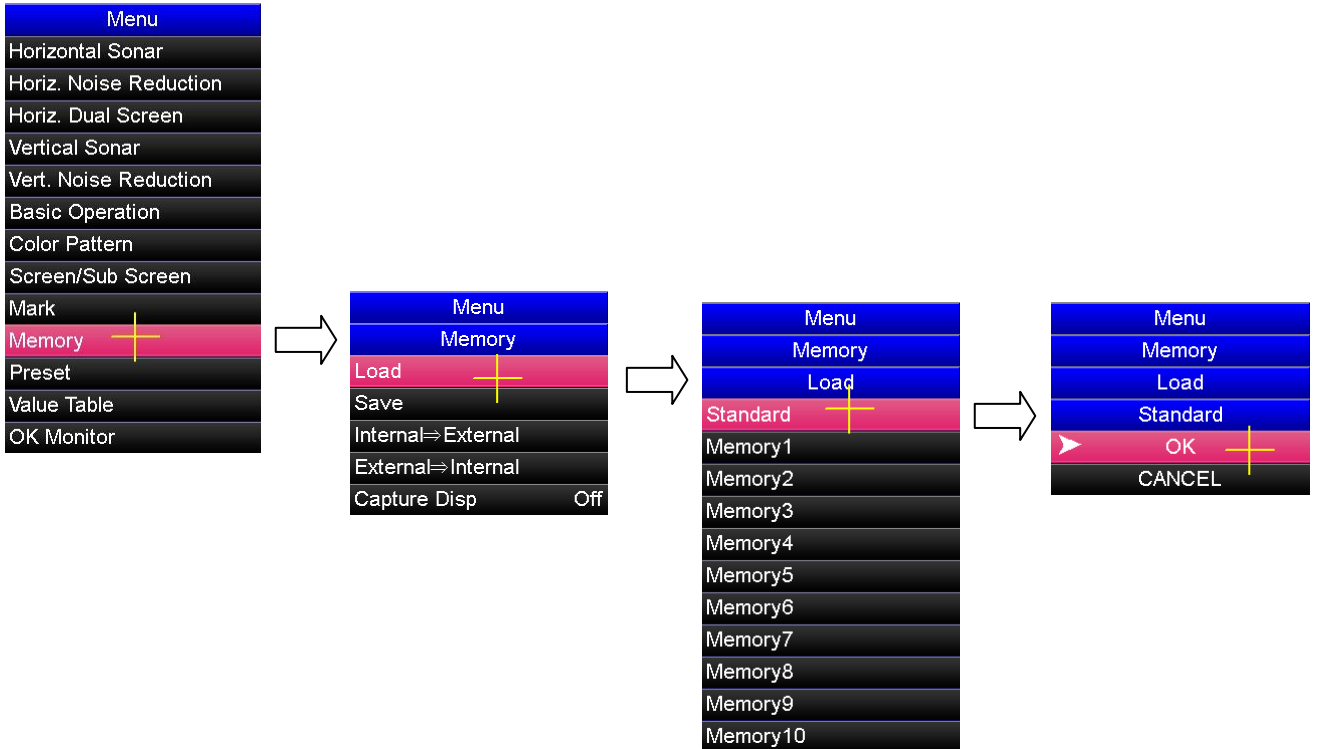 Menu
Horizontal Sonar
Horiz. Noise Reduction
Horiz. Dual Screen
Vertical Sonar
Vert. Noise Reduction
Basic Operation
Color Pattern
Screen/Sub Screen
Mark
Memory
Preset
Value Table
OK Monitor
Menu
Memory
Load
Save
Internal⇒External
External⇒Internal
Capture Disp Off
Menu
Memory
Load
Standard
Memory1
Memory2
Memory3
Memory4
Memory5
Memory6
Memory7
Memory8
Memory9
Memory10
Menu
Memory
Load
Standard
OK
CANCEL